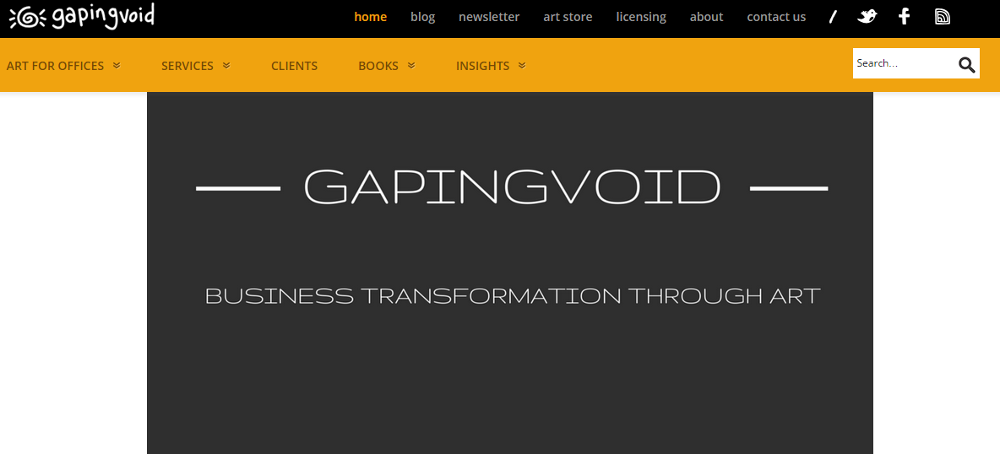 gapingvoid
home blog newsletter art store licensing about contact us
ART FOR OFFICES SERVICES CLIENTS BOOKS INSIGHTS
Search...
GAPINGVOID
BUSINESS TRANSFORMATION THROUGH ART